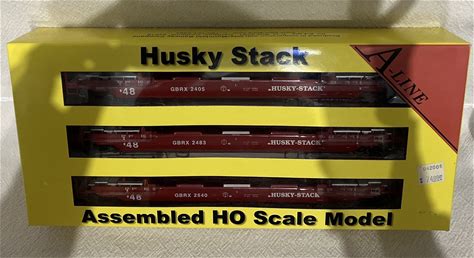 Husky Stack
A-LINE
48
GBRX 2405
HUSKY-STACK
48
GBRX 2483
HUSKY-STACK
48
GBRX 2640
HUSKY-STACK
Assembled HO Scale Model